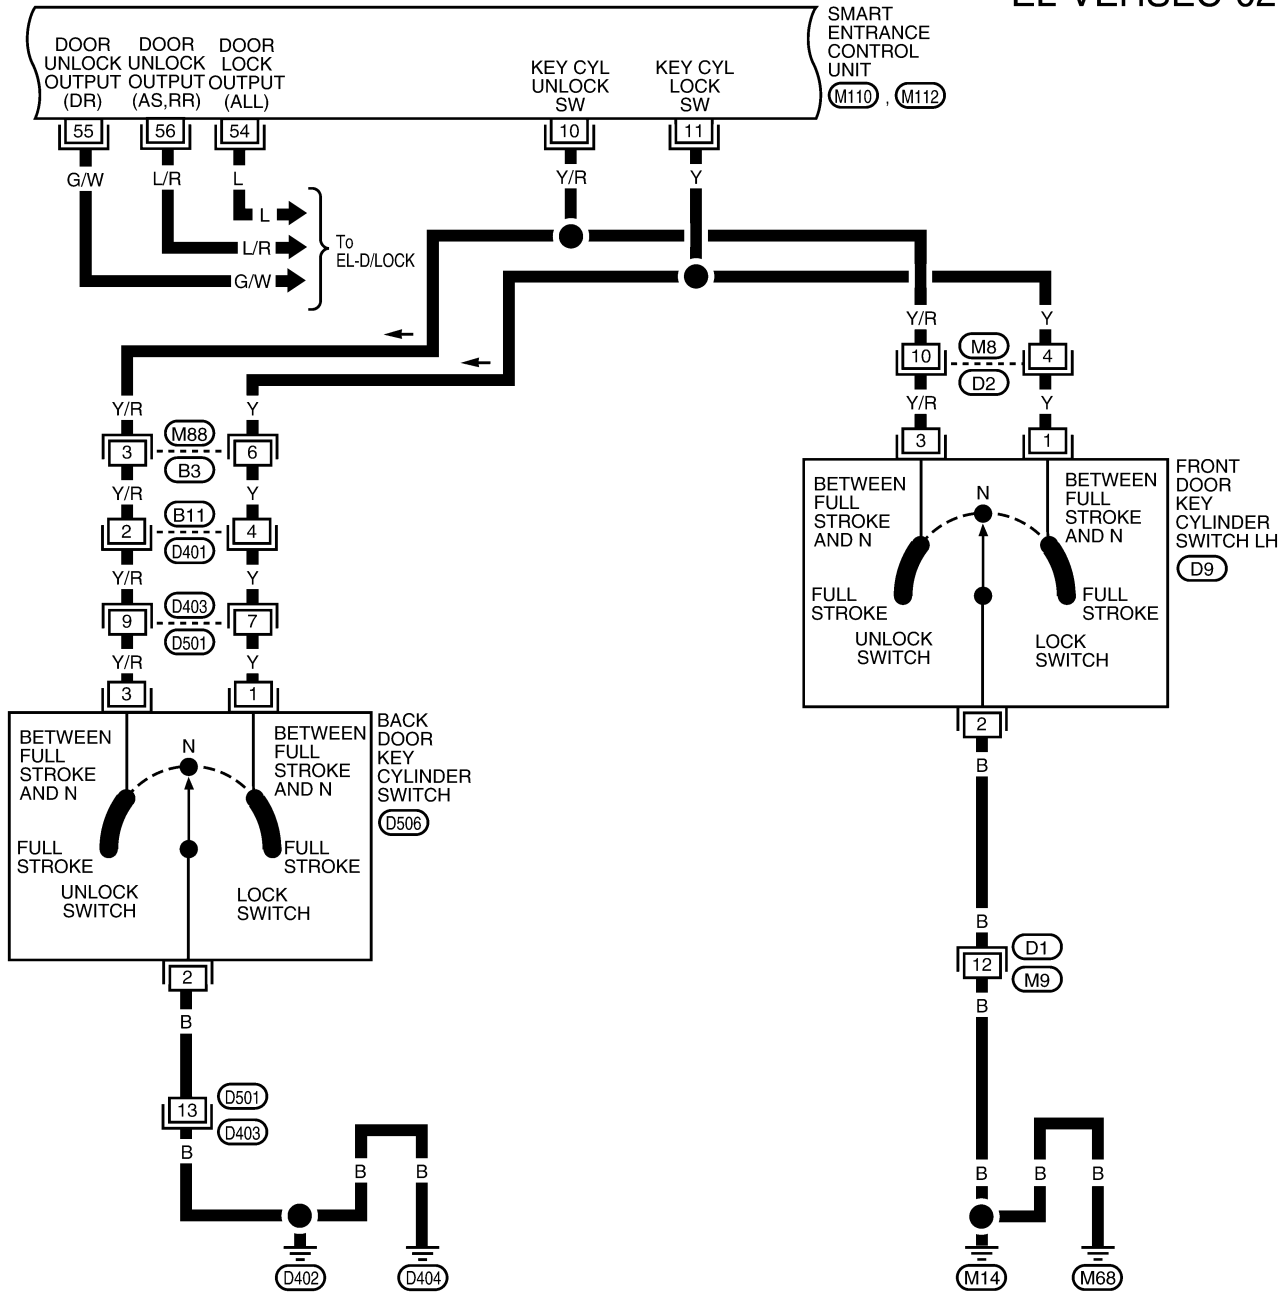 SMART
ENTRANCE
CONTROL
UNIT
M110 , M112
DOOR
UNLOCK
OUTPUT
(DR)
DOOR
UNLOCK
OUTPUT
(AS,RR)
DOOR
LOCK
OUTPUT
(ALL)
KEY CYL
UNLOCK
SW
KEY CYL
LOCK
SW
55
56
54
10
11
G/W
L/R
L
Y/R
Y
L
L/R
G/W
To
EL-D/LOCK
Y/R
Y
10
M8
4
D2
Y/R
Y
3
1
Y/R
Y
3
M88
6
B3
Y/R
Y
2
B11
4
D401
Y/R
Y
9
D403
7
D501
Y/R
Y
3
1
BETWEEN
FULL
STROKE
AND N
N
BETWEEN
FULL
STROKE
AND N
FULL
STROKE
FULL
STROKE
UNLOCK
SWITCH
LOCK
SWITCH
FRONT
DOOR
KEY
CYLINDER
SWITCH LH
D9
2
B
B
12
D1
M9
B
B
B
B
M14
M68
BETWEEN
FULL
STROKE
AND N
N
BETWEEN
FULL
STROKE
AND N
FULL
STROKE
FULL
STROKE
UNLOCK
SWITCH
LOCK
SWITCH
BACK
DOOR
KEY
CYLINDER
SWITCH
D506
2
B
13
D501
D403
B
B
B
D402
D404